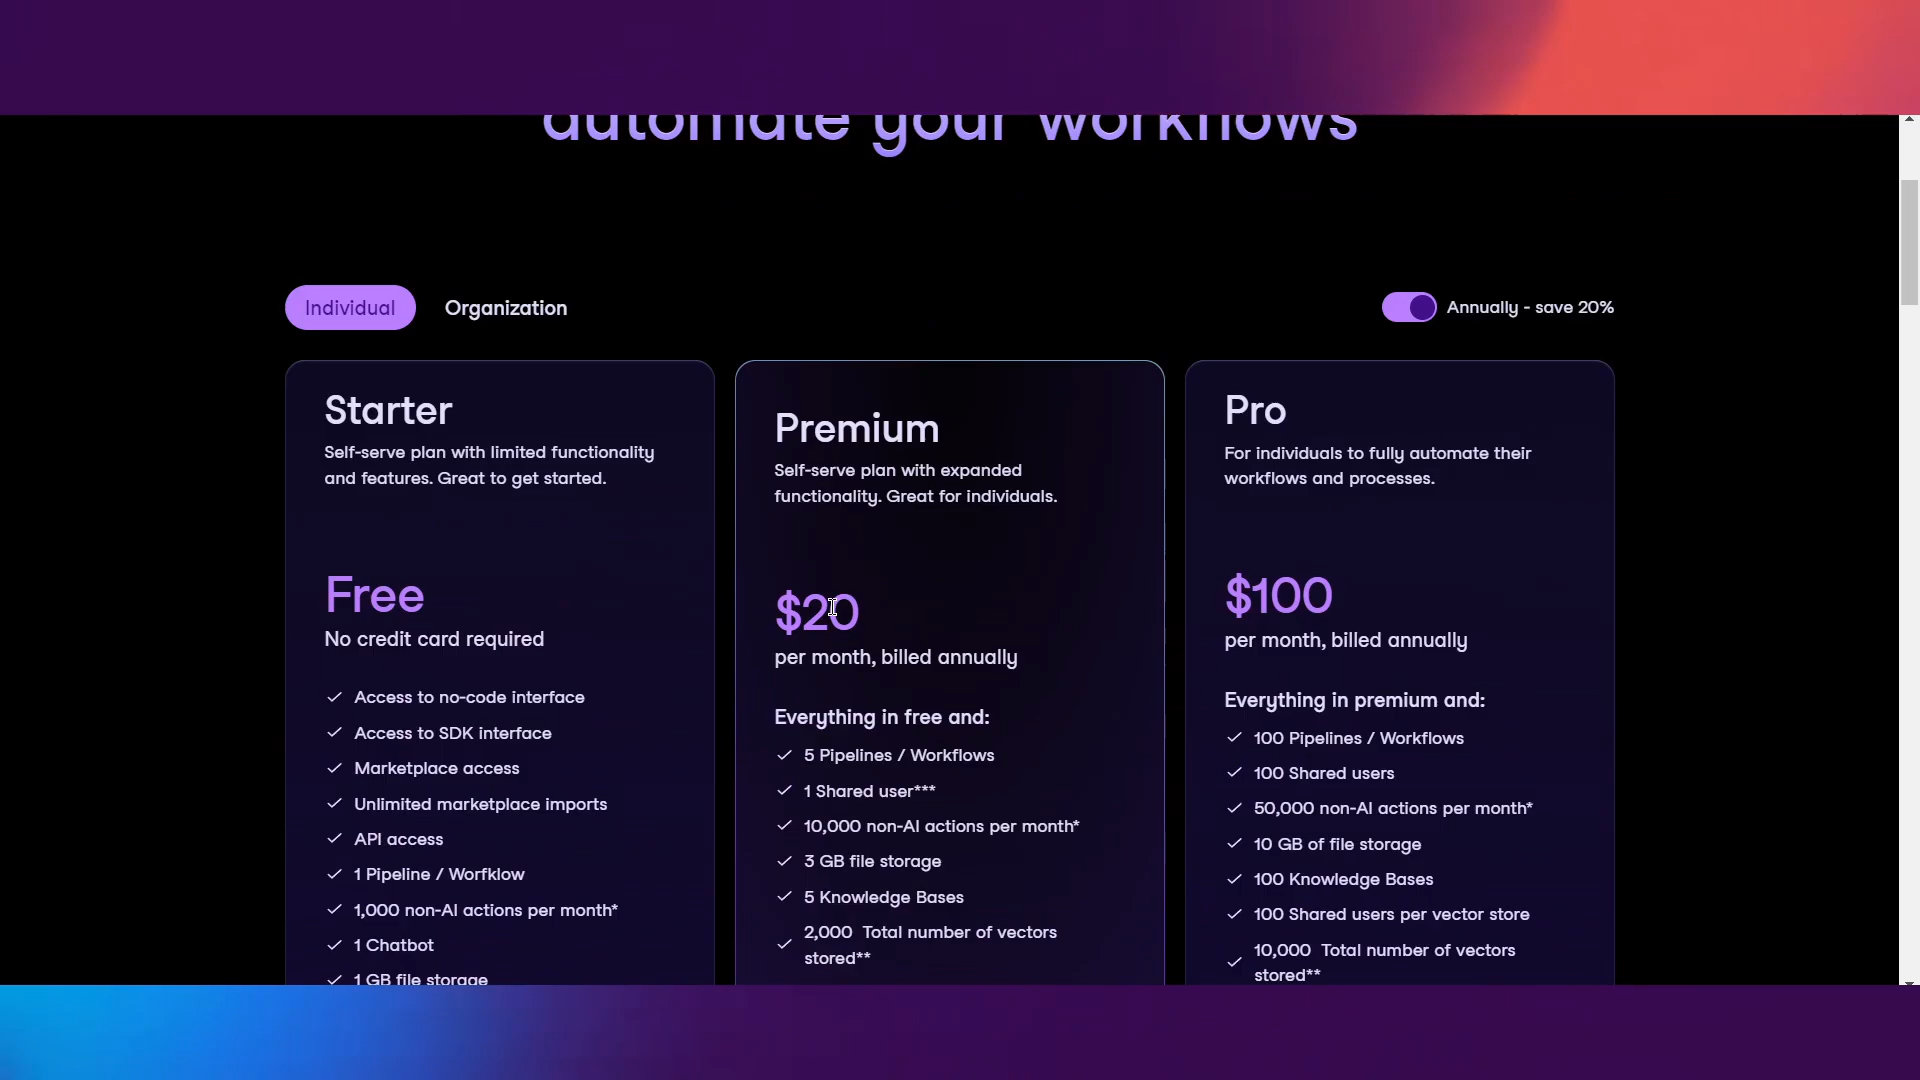 automate your workflows
Individual
Organization
Annually - save 20%
Starter
Self-serve plan with limited functionality
and features. Great to get started.
Free
No credit card required
Access to no-code interface
Access to SDK interface
Marketplace access
Unlimited marketplace imports
API access
1 Pipeline / Worfklow
1,000 non-AI actions per month*
1 Chatbot
1 GB file storage
Premium
Self-serve plan with expanded
functionality. Great for individuals.
$20
per month, billed annually
Everything in free and:
5 Pipelines / Workflows
1 Shared user***
10,000 non-AI actions per month*
3 GB file storage
5 Knowledge Bases
2,000 Total number of vectors
stored**
Pro
For individuals to fully automate their
workflows and processes.
$100
per month, billed annually
Everything in premium and:
100 Pipelines / Workflows
100 Shared users
50,000 non-AI actions per month*
10 GB of file storage
100 Knowledge Bases
100 Shared users per vector store
10,000 Total number of vectors
stored**